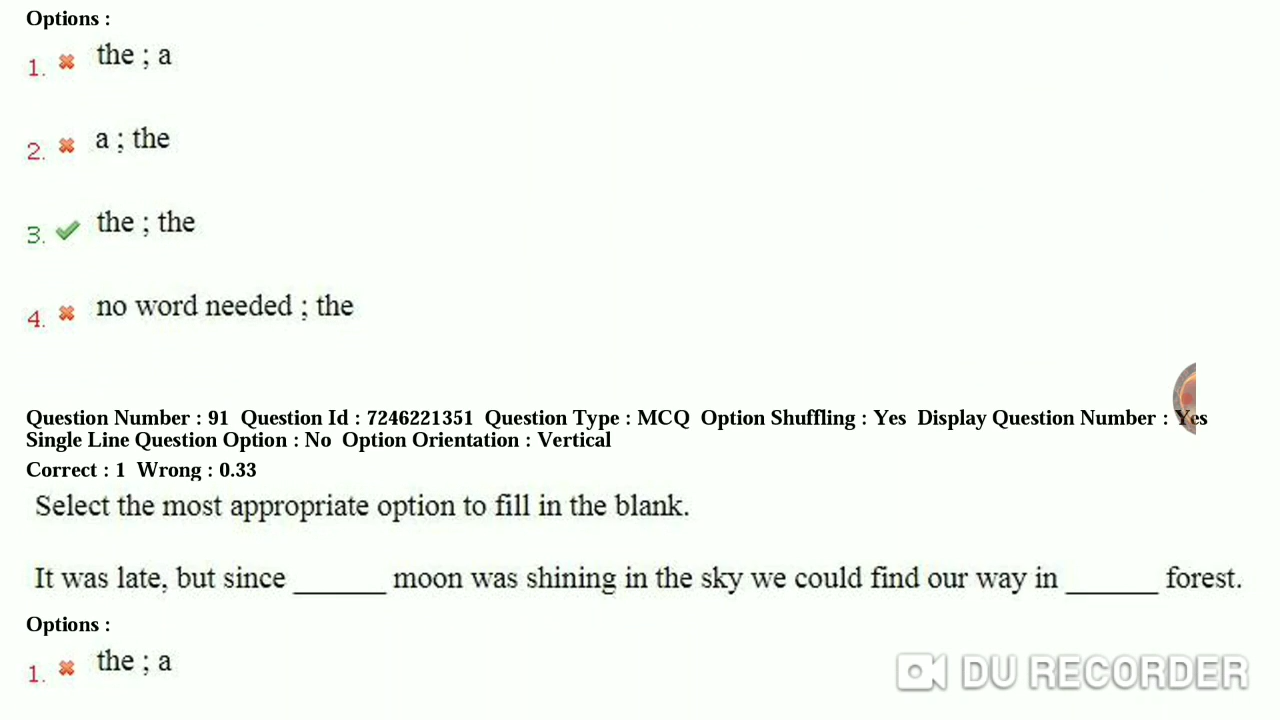 Options :
1. the ; a
2. a ; the
3. the ; the
4. no word needed ; the
Question Number : 91 Question Id : 7246221351 Question Type : MCQ Option Shuffling : Yes Display Question Number : Yes
Single Line Question Option : No Option Orientation : Vertical
Correct : 1 Wrong : 0.33
Select the most appropriate option to fill in the blank.
It was late, but since ______ moon was shining in the sky we could find our way in ______ forest.
Options :
1. the ; a
DU RECORDER